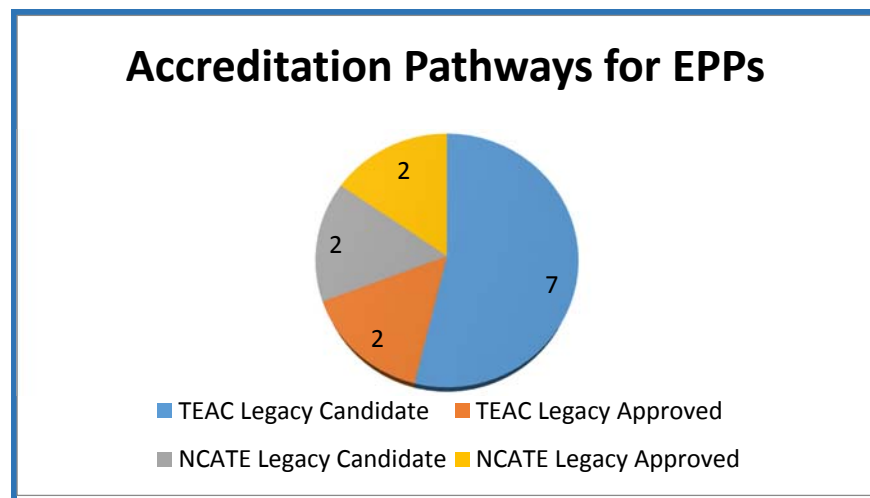 Accreditation Pathways for EPPs
2
7
2
2
TEAC Legacy Candidate TEAC Legacy Approved
NCATE Legacy Candidate NCATE Legacy Approved